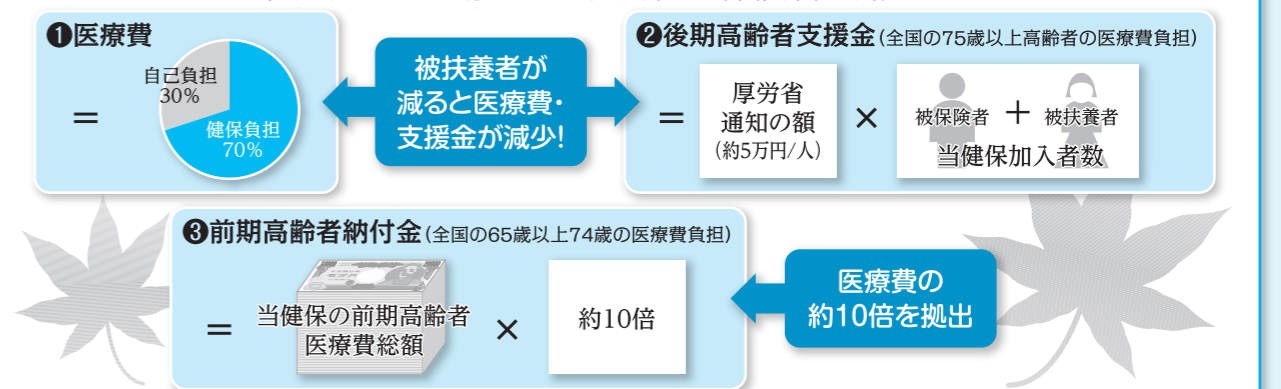 ❶医療費
自己負担
30%
＝
健保負担
70%
被扶養者が
減ると医療費・
支援金が減少!
❷後期高齢者支援金(全国の75歳以上高齢者の医療費負担)
＝
厚労省
通知の額
(約5万円/人)
×
被保険者 ＋ 被扶養者
当健保加入者数
❸前期高齢者納付金(全国の65歳以上74歳の医療費負担)
＝
当健保の前期高齢者
医療費総額
×
約10倍
医療費の
約10倍を拠出